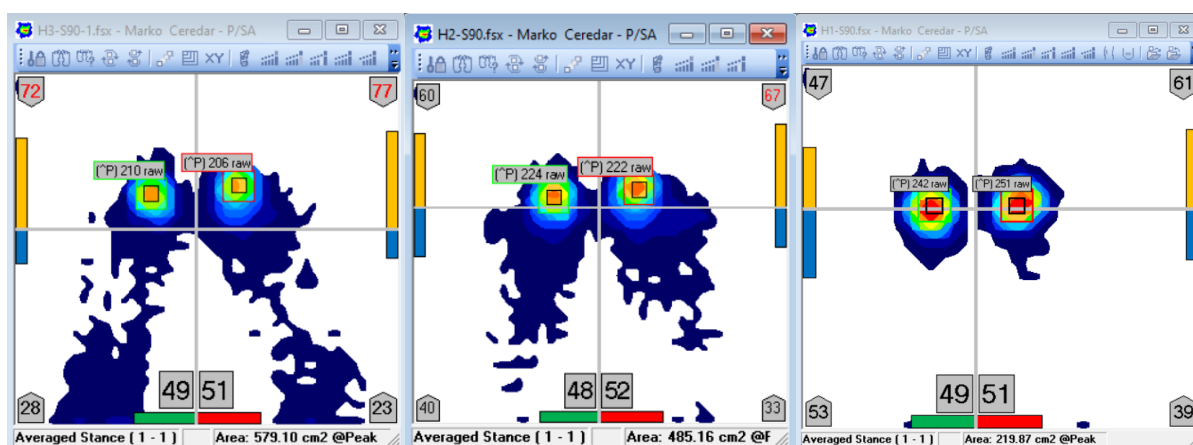 H3-S90-1.fsx - Marko Ceredar - P/SA
XY
72
77
(^P) 210 raw
(^P) 206 raw
49
51
28
23
Averaged Stance ( 1 - 1 )
Area: 579.10 cm2 @Peak
H2-S90.fsx - Marko Ceredar - P/SA
XY
60
67
(^P) 224 raw
(^P) 222 raw
48
52
40
33
Averaged Stance ( 1 - 1 )
Area: 485.16 cm2 @F
H1-S90.fsx - Marko Ceredar - P/SA
XY
47
61
(^P) 242 raw
(^P) 251 raw
49
51
53
39
Averaged Stance ( 1 - 1 )
Area: 219.87 cm2 @Peak